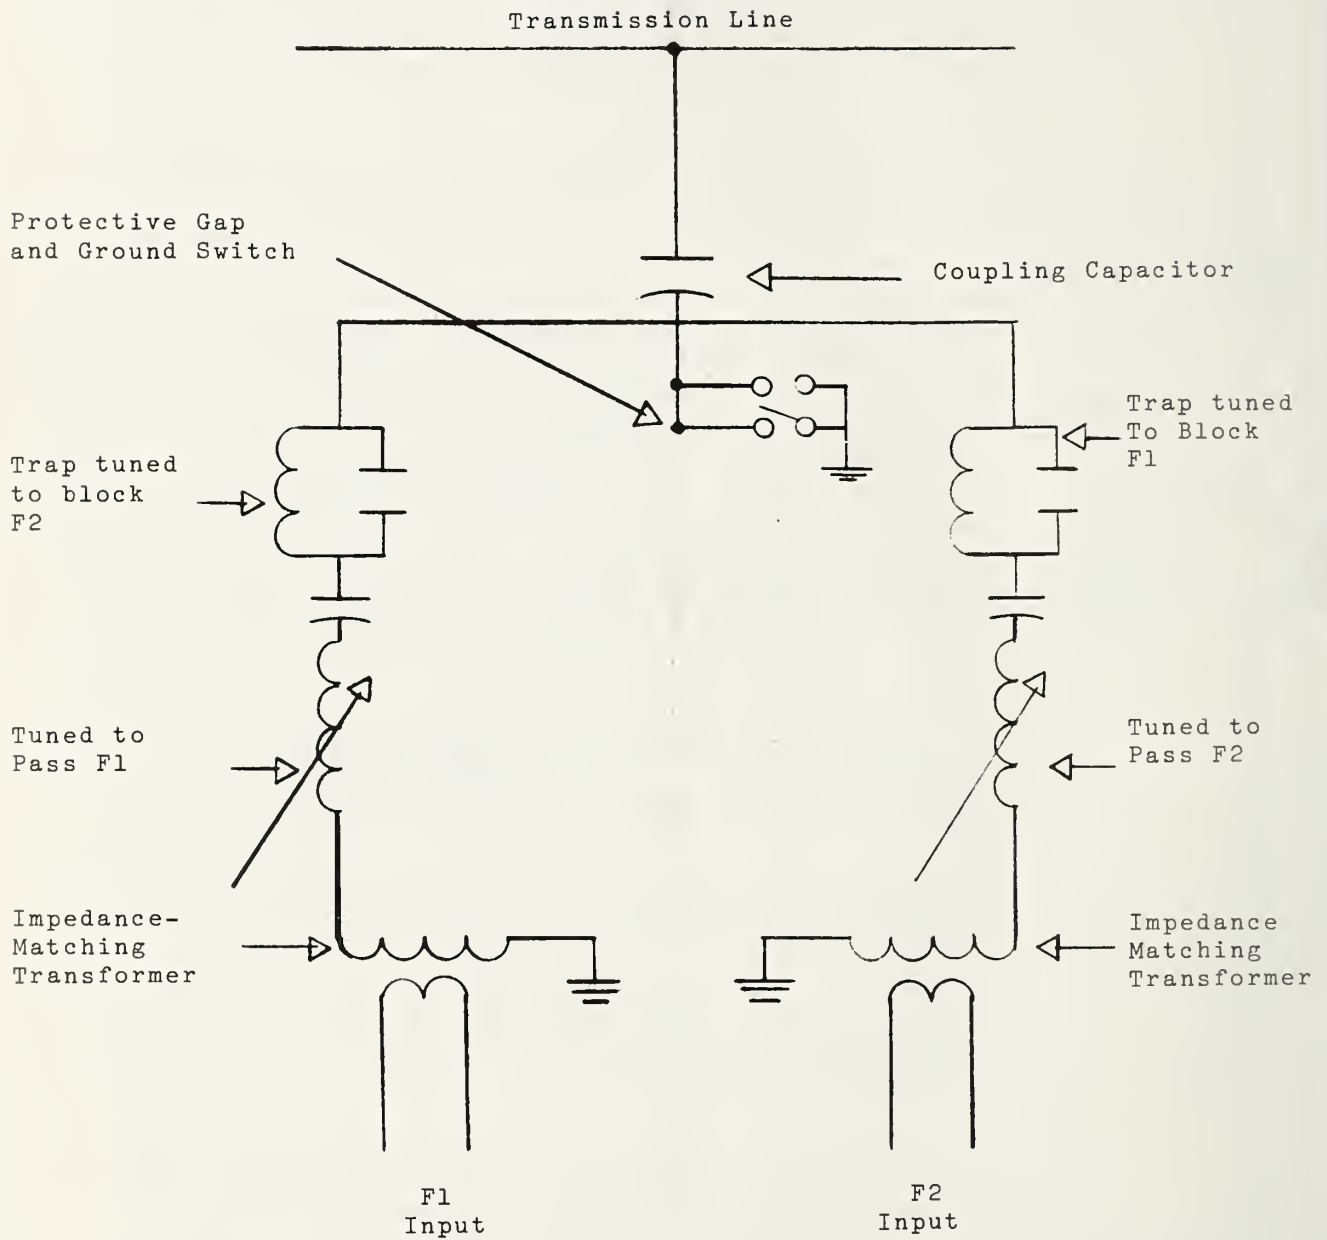 Transmission Line
Protective Gap
and Ground Switch
Coupling Capacitor
Trap tuned
To Block
F1
Trap tuned
to block
F2
Tuned to
Pass F1
Tuned to
Pass F2
Impedance-
Matching
Transformer
Impedance
Matching
Transformer
F1
Input
F2
Input